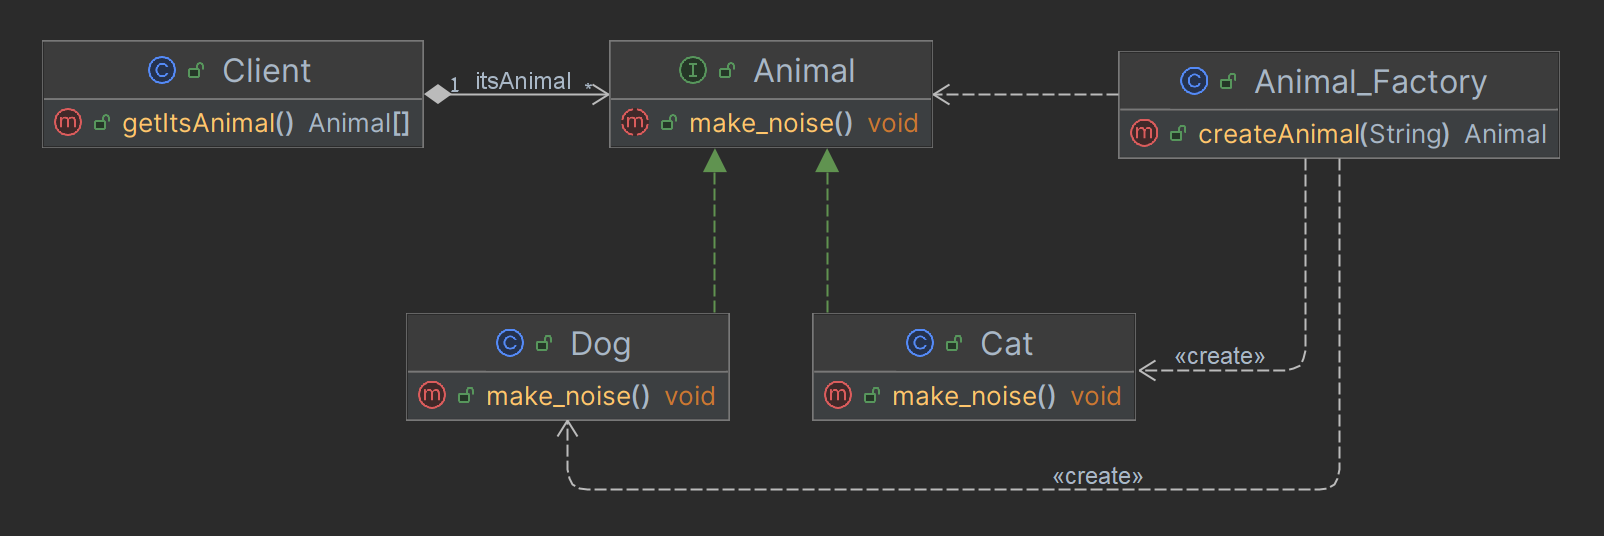 C Client
m getItsAnimal() Animal[]
1 itsAnimal *
I Animal
m make_noise() void
C Animal_Factory
m createAnimal(String) Animal
C Dog
m make_noise() void
C Cat
m make_noise() void
«create»
«create»